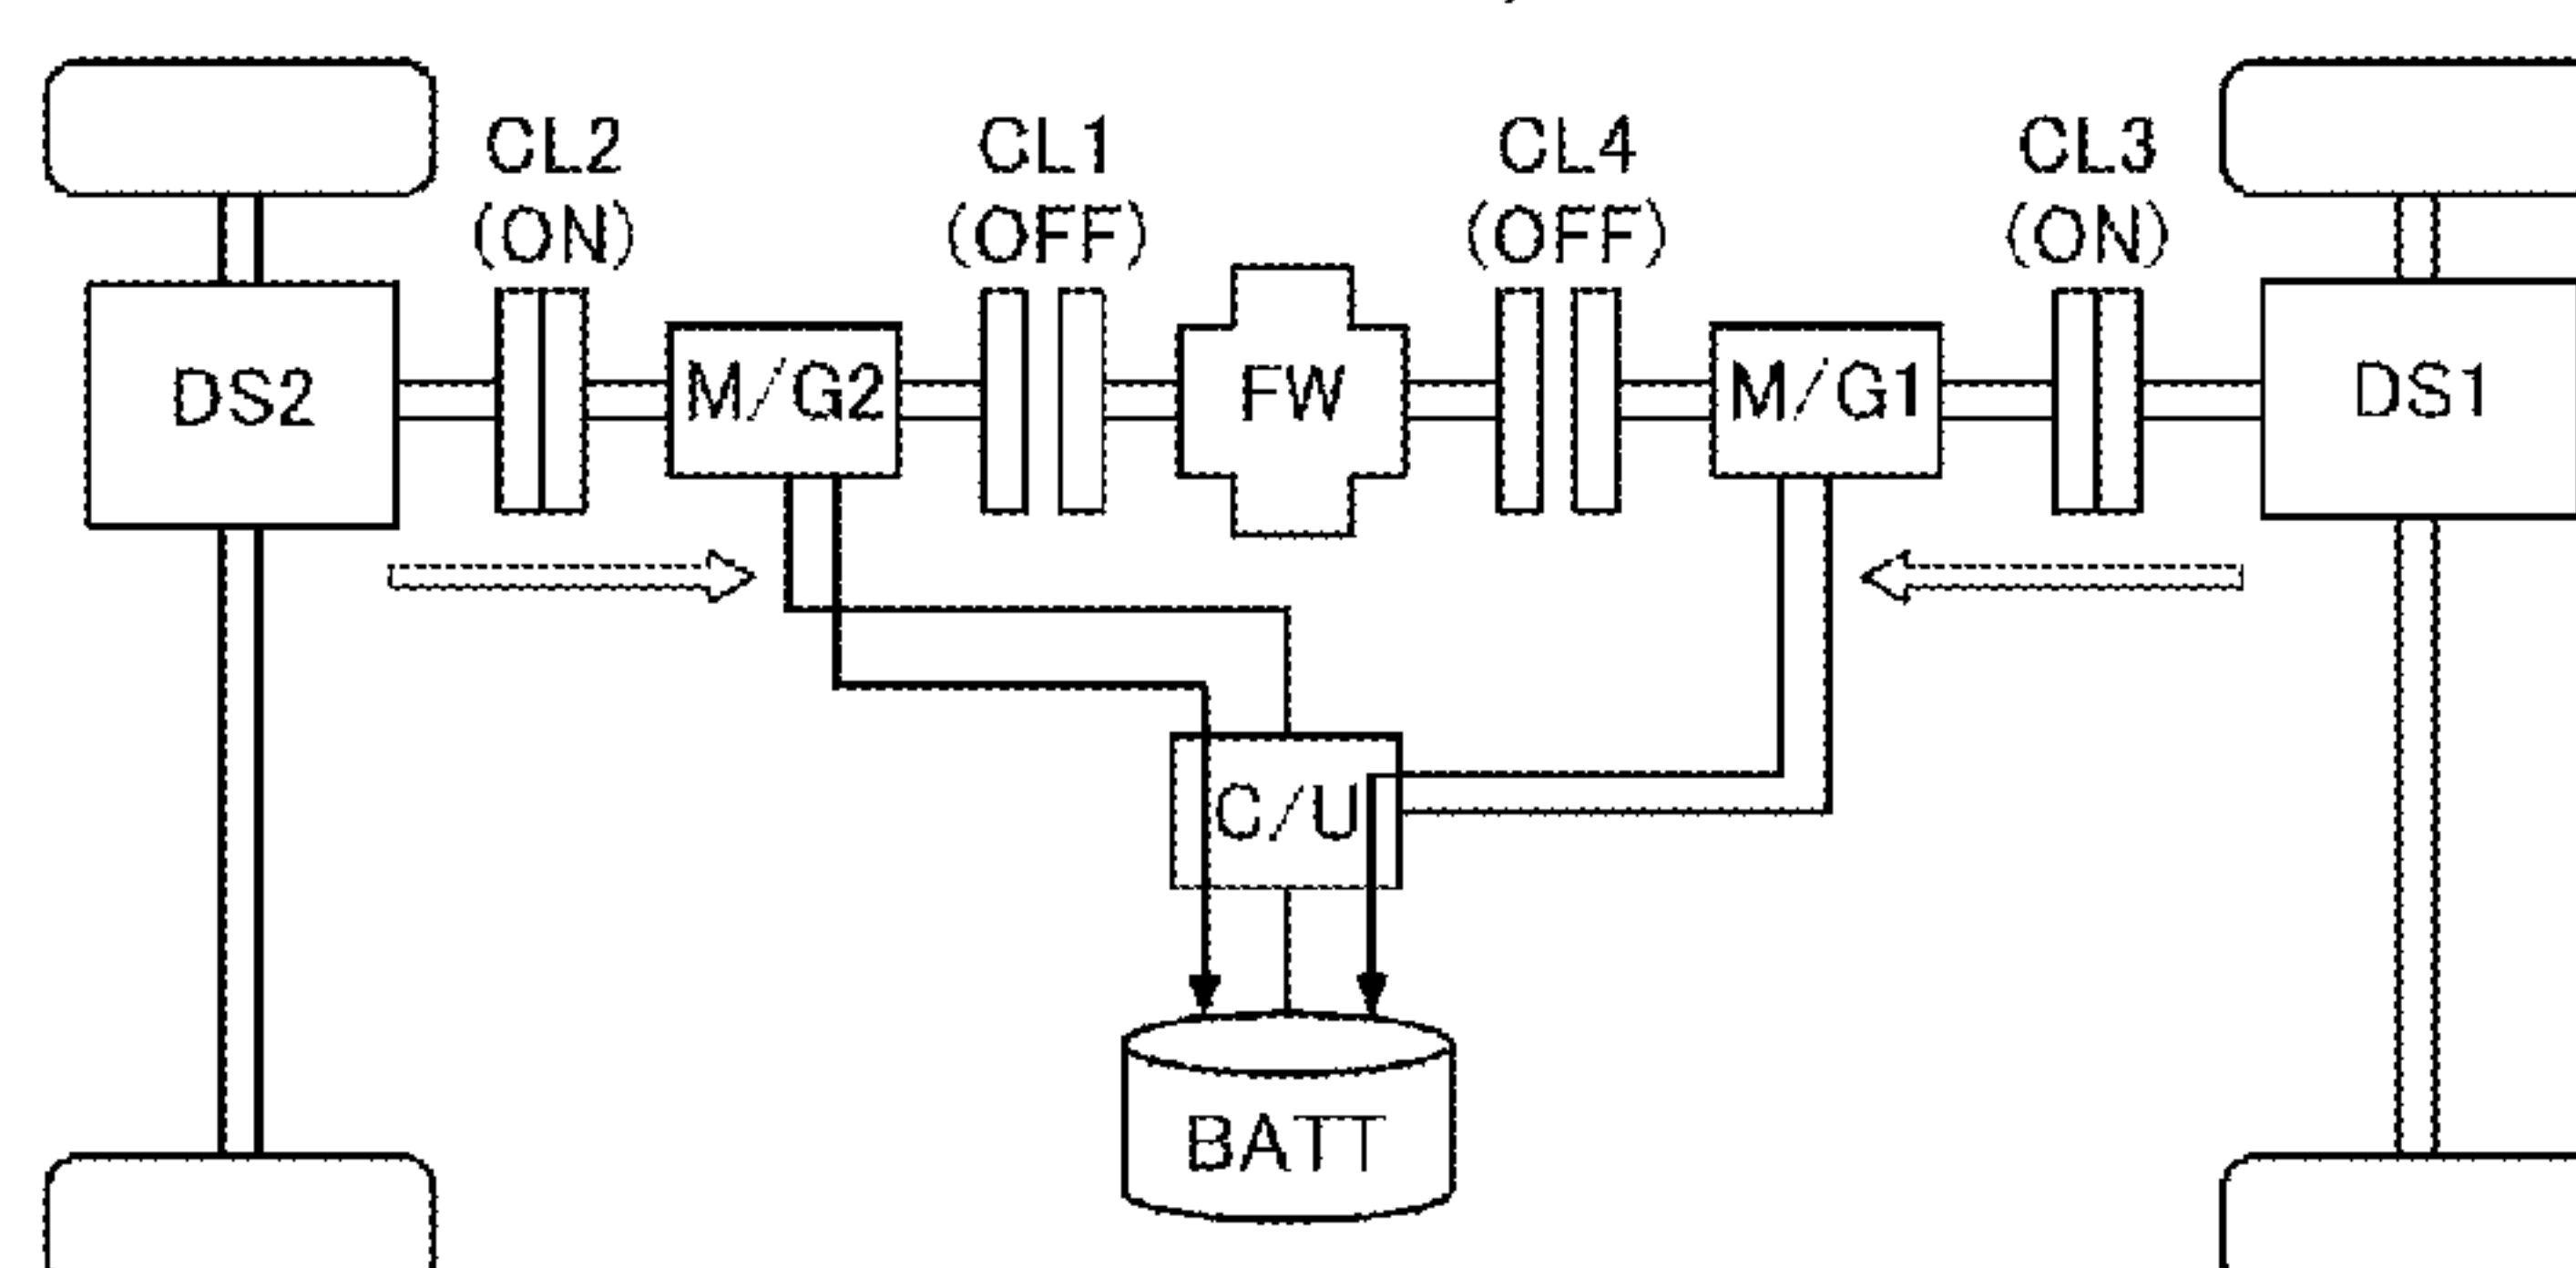 CL2
(ON)
CL1
(OFF)
CL4
(OFF)
CL3
(ON)
DS2
M/G2
FW
M/G1
DS1
C/U
BATT